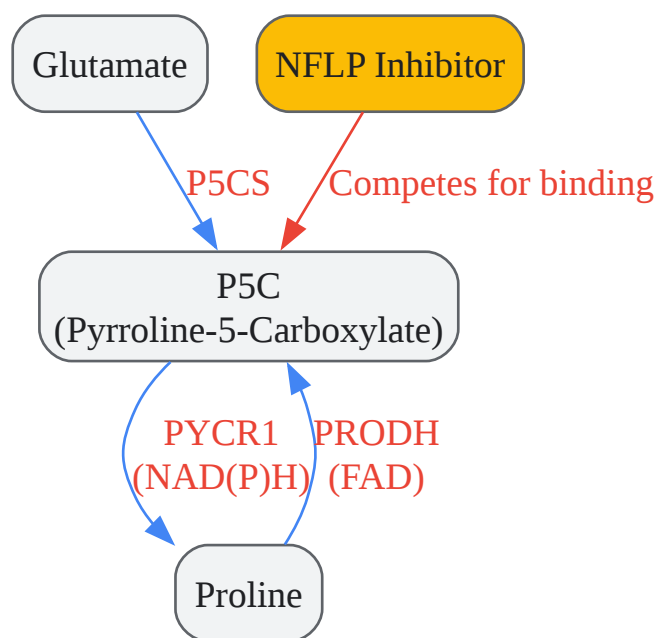 Glutamate
NFLP Inhibitor
P5CS
Competes for binding
P5C
(Pyrroline-5-Carboxylate)
PYCR1
(NAD(P)H)
PRODH
(FAD)
Proline